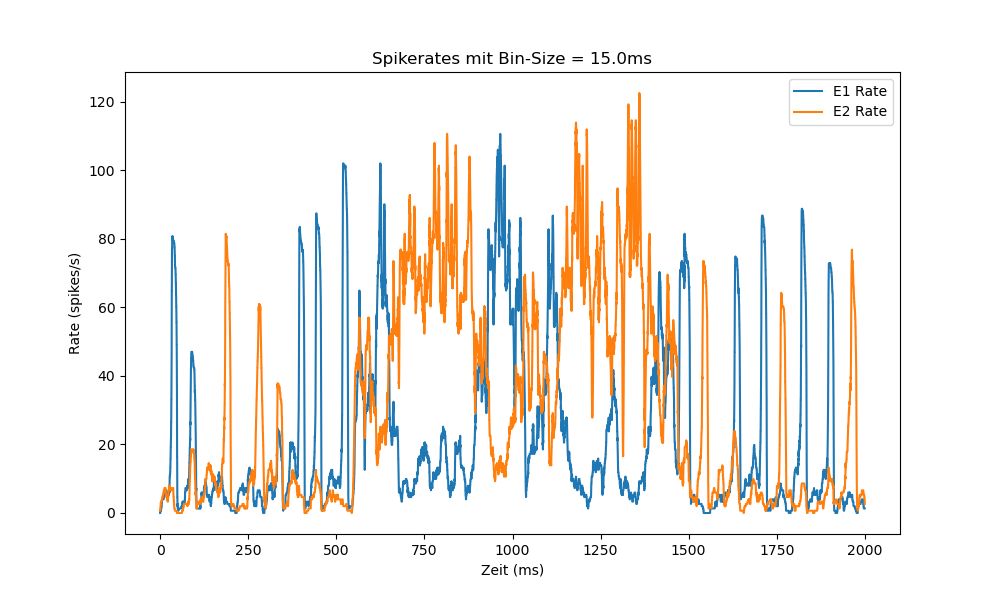 Spikerates mit Bin-Size = 15.0ms
E1 Rate
E2 Rate
120
100
80
60
40
20
0
Rate (spikes/s)
0 250 500 750 1000 1250 1500 1750 2000
Zeit (ms)